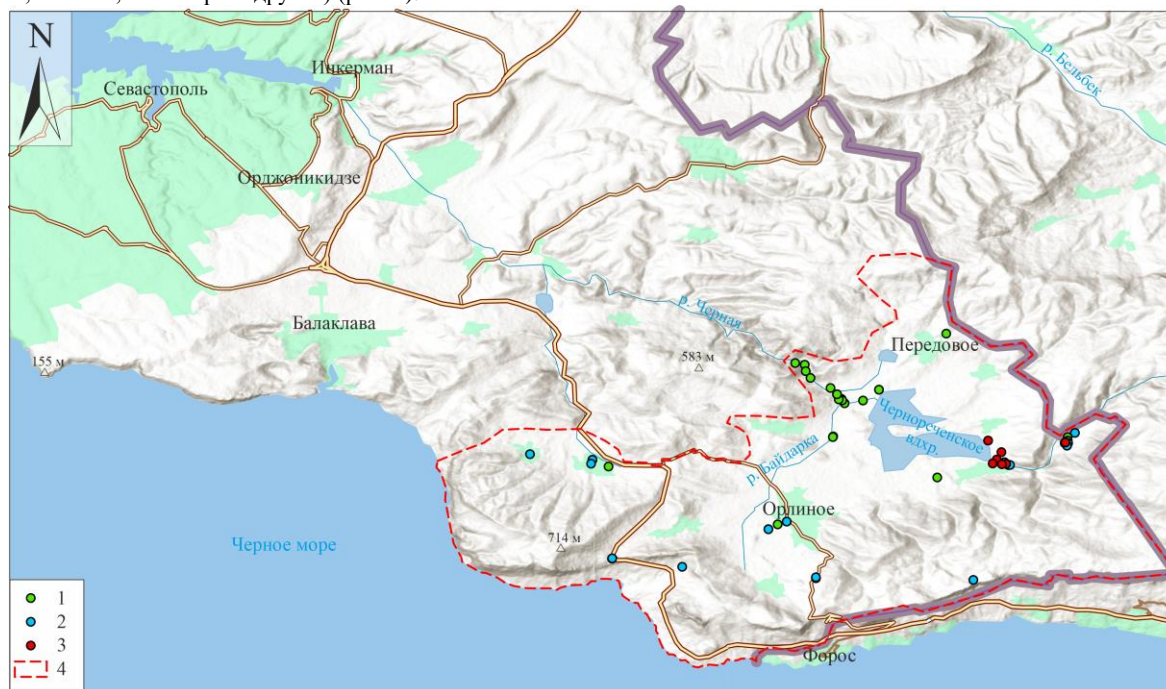 N
Инкерман
Севастополь
р. Бельбек
Орджоникидзе
р. Черная
Балаклава
Передовое
155 м
583 м
Чернореченское
вдхр.
р. Байдарка
Орлиное
Черное море
714 м
1
2
3
4
Форос